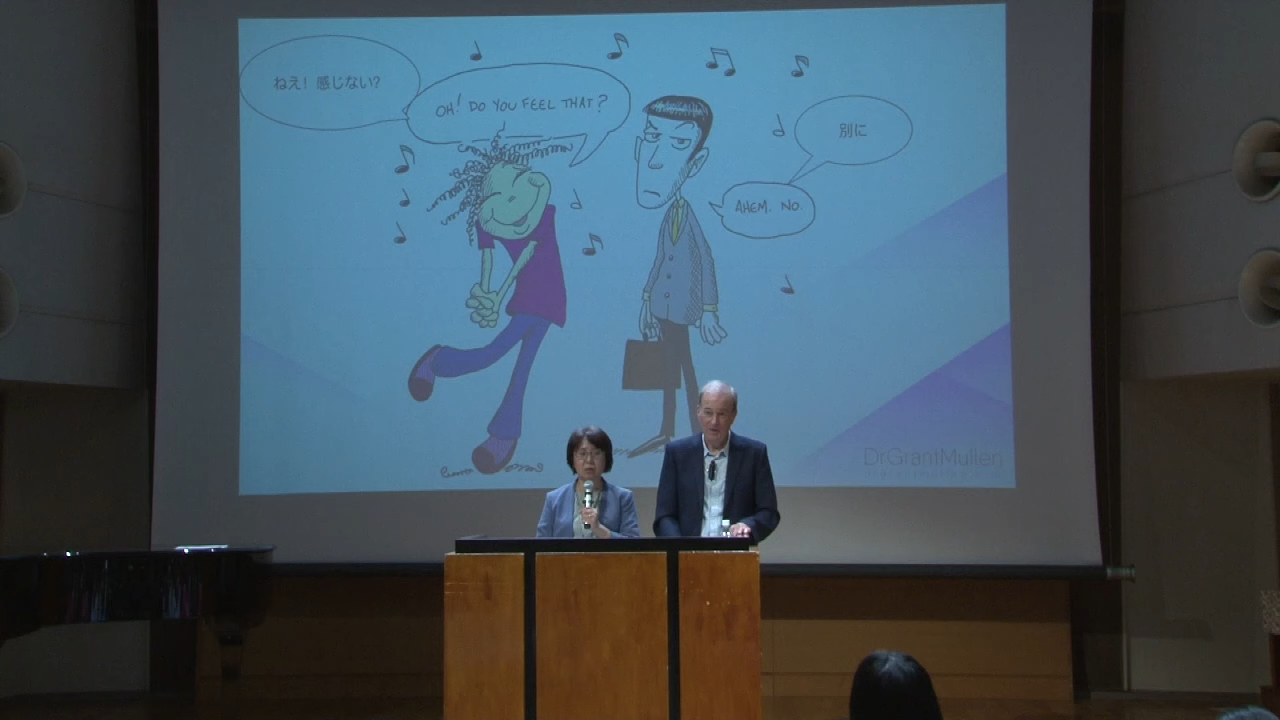 ねえ! 感じない?
OH! DO YOU FEEL THAT?
別に
AHEM. NO.
DrGrantMullen